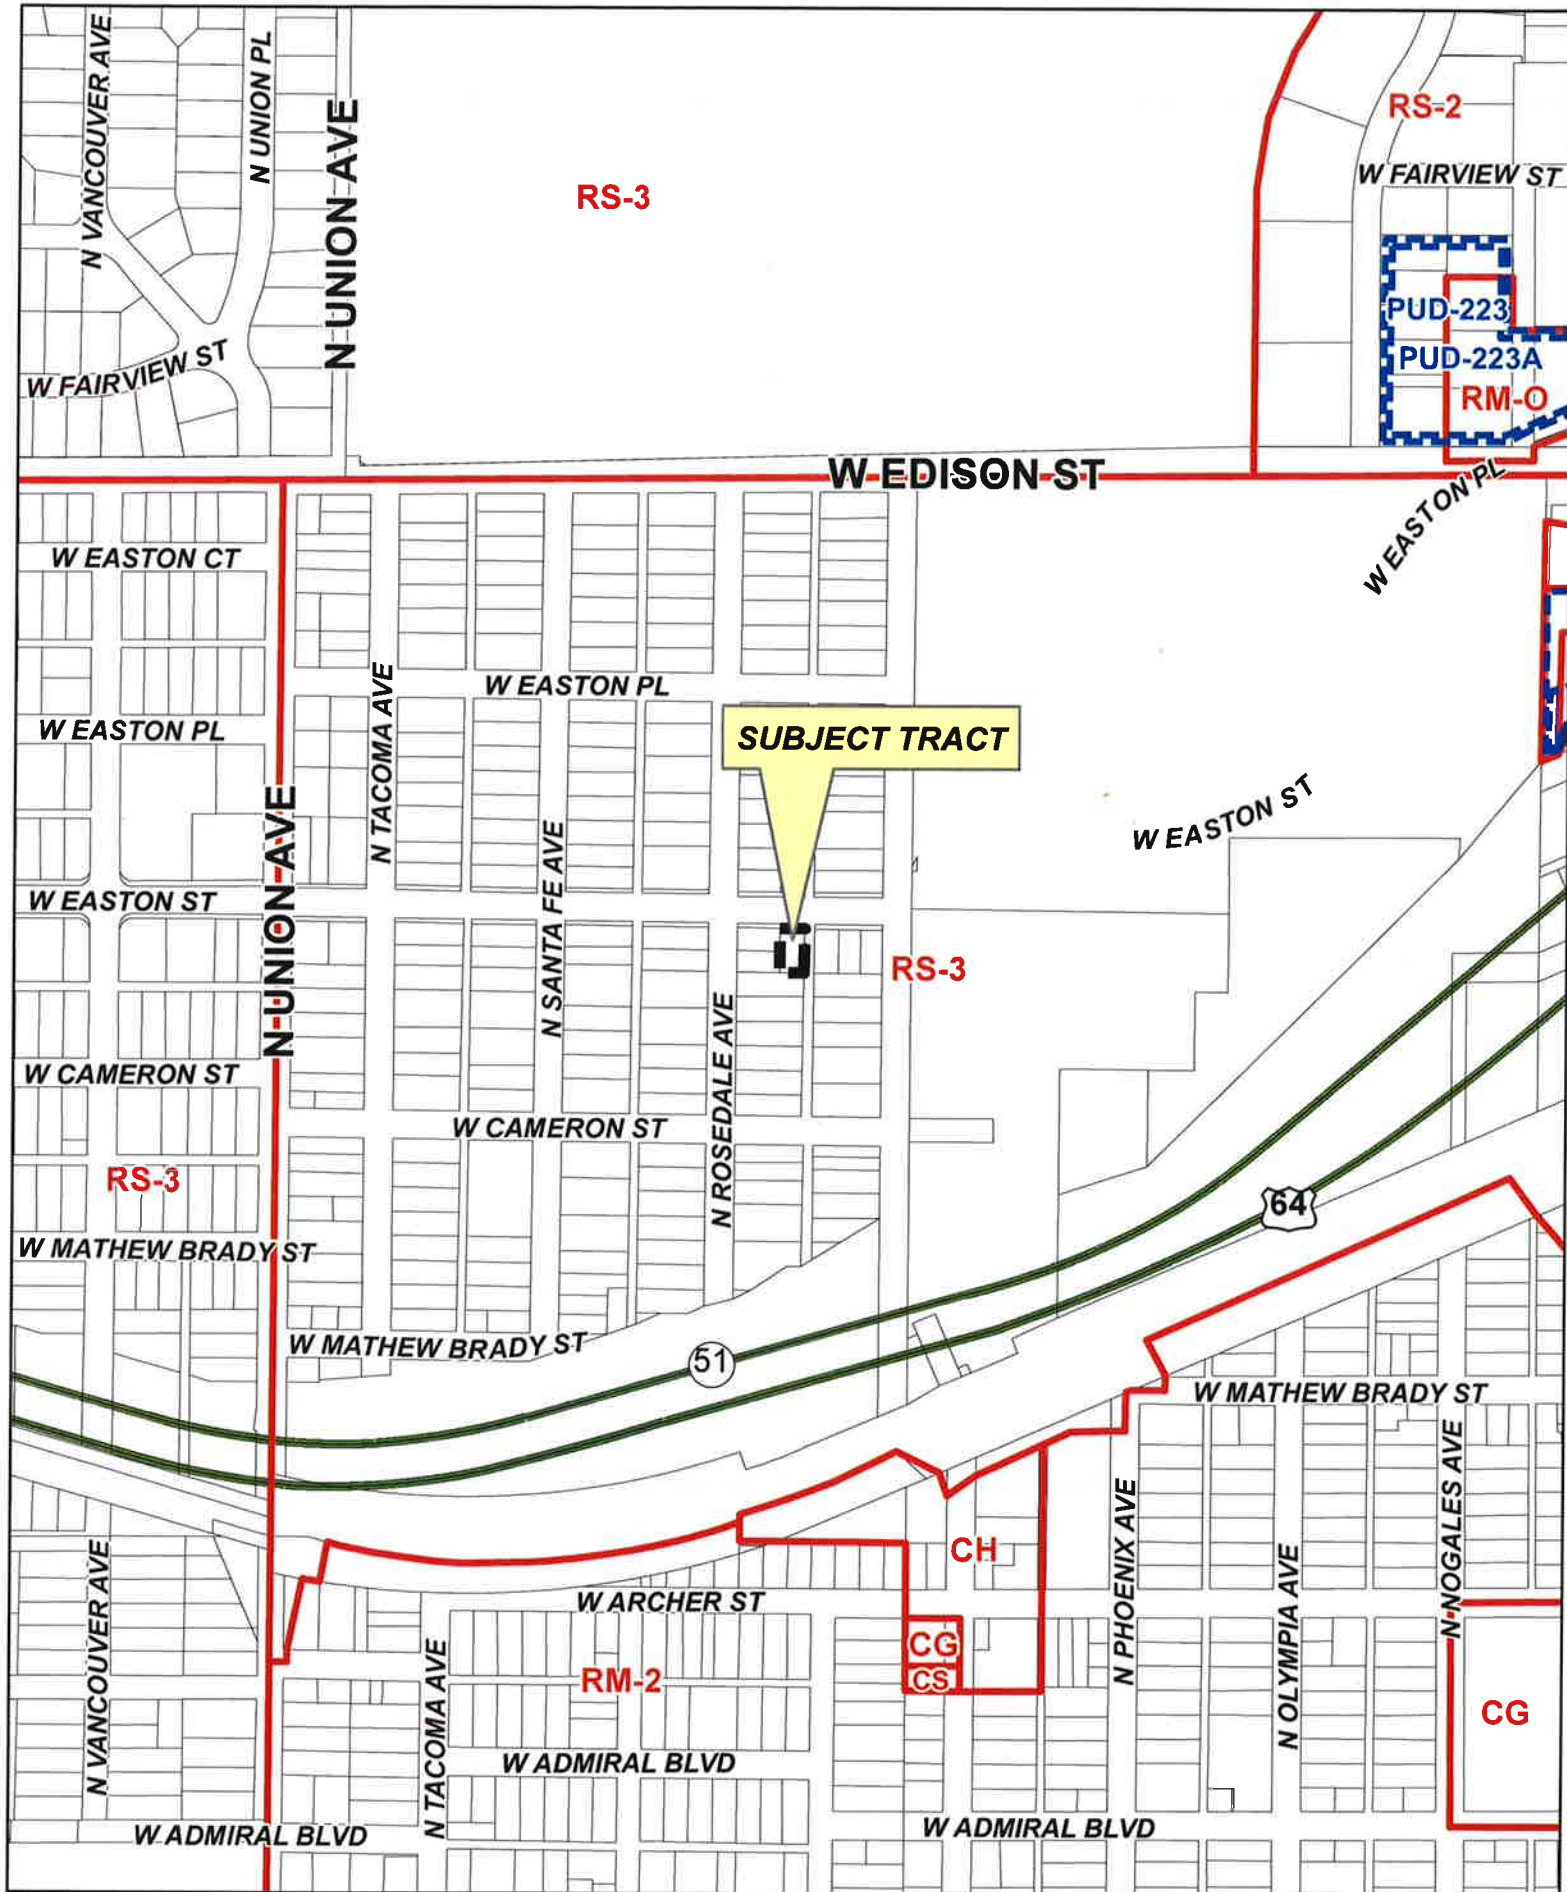 N VANCOUVER AVE
N UNION PL
N UNION AVE
RS-3
RS-2
W FAIRVIEW ST
PUD-223
PUD-223A
RM-O
W FAIRVIEW ST
W EDISON ST
W EASTON PL
W EASTON CT
W EASTON PL
N TACOMA AVE
W EASTON PL
SUBJECT TRACT
W EASTON ST
N UNION AVE
N SANTA FE AVE
W EASTON ST
RS-3
N ROSEDALE AVE
W CAMERON ST
W CAMERON ST
RS-3
64
W MATHEW BRADY ST
W MATHEW BRADY ST
51
W MATHEW BRADY ST
N NOGALES AVE
N PHOENIX AVE
CH
N OLYMPIA AVE
N VANCOUVER AVE
W ARCHER ST
CG
CS
N TACOMA AVE
RM-2
CG
W ADMIRAL BLVD
W ADMIRAL BLVD
W ADMIRAL BLVD